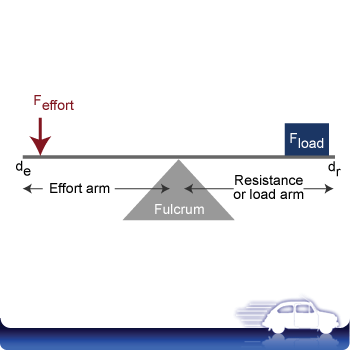 Feffort
Fload
de
dr
Effort arm
Resistance
or load arm
Fulcrum